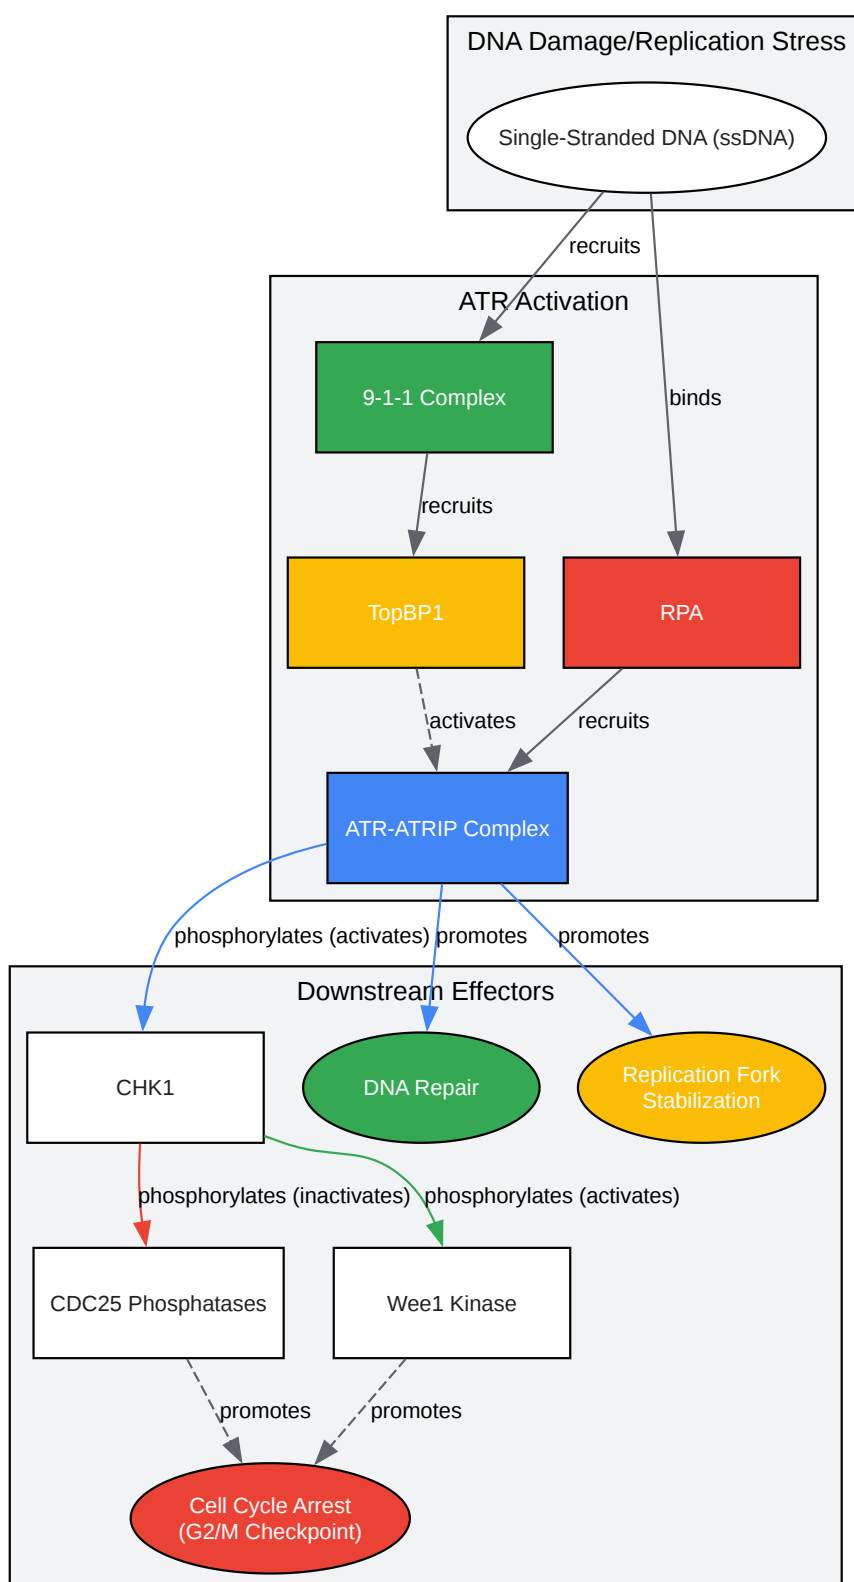 DNA Damage/Replication Stress
Single-Stranded DNA (ssDNA)
recruits
ATR Activation
9-1-1 Complex
binds
recruits
TopBP1
RPA
activates
recruits
ATR-ATRIP Complex
phosphorylates (activates)
promotes
promotes
Downstream Effectors
CHK1
DNA Repair
Replication Fork
Stabilization
phosphorylates (inactivates)
phosphorylates (activates)
CDC25 Phosphatases
Wee1 Kinase
promotes
promotes
Cell Cycle Arrest
(G2/M Checkpoint)